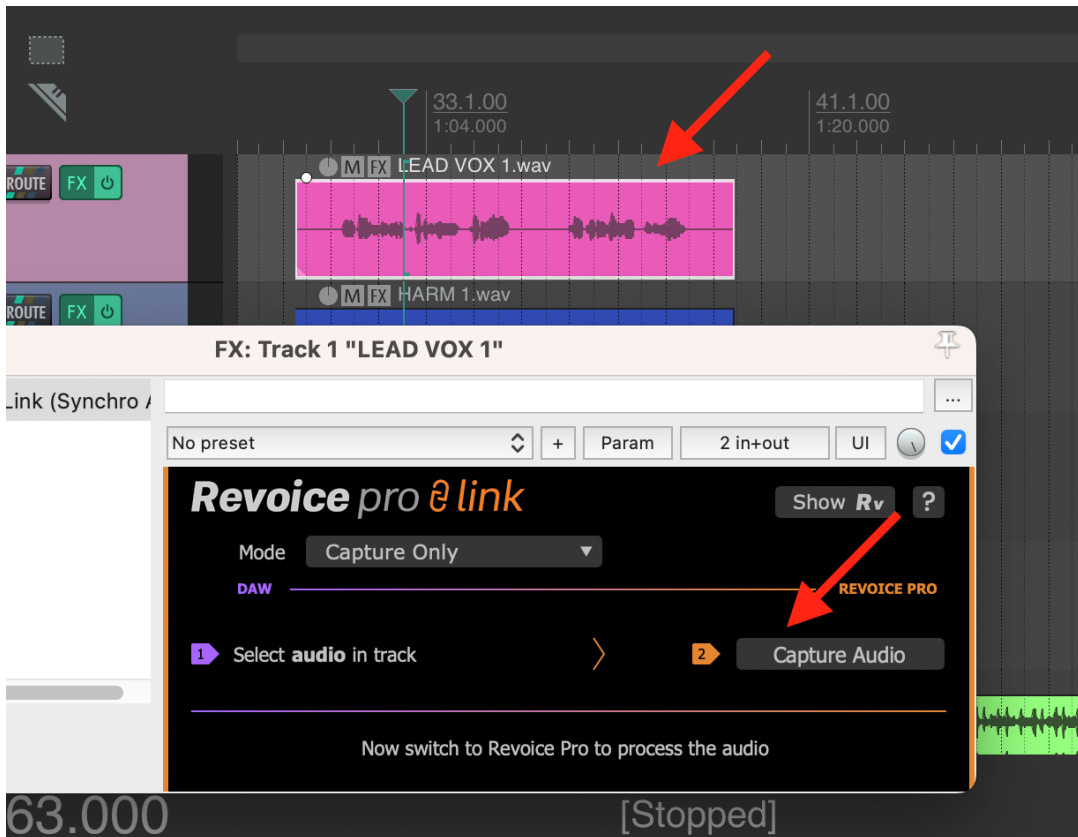 33.1.00 41.1.00
1:04.000 1:20.000
M FX LEAD VOX 1.wav
ROUTE FX
M FX HARM 1.wav
ROUTE FX
FX: Track 1 "LEAD VOX 1"
Link (Synchro A
...
No preset + Param 2 in+out UI
Revoice pro link
Show Rv ?
Mode Capture Only
DAW REVOICE PRO
1 Select audio in track 2 Capture Audio
Now switch to Revoice Pro to process the audio
63.000 [Stopped]